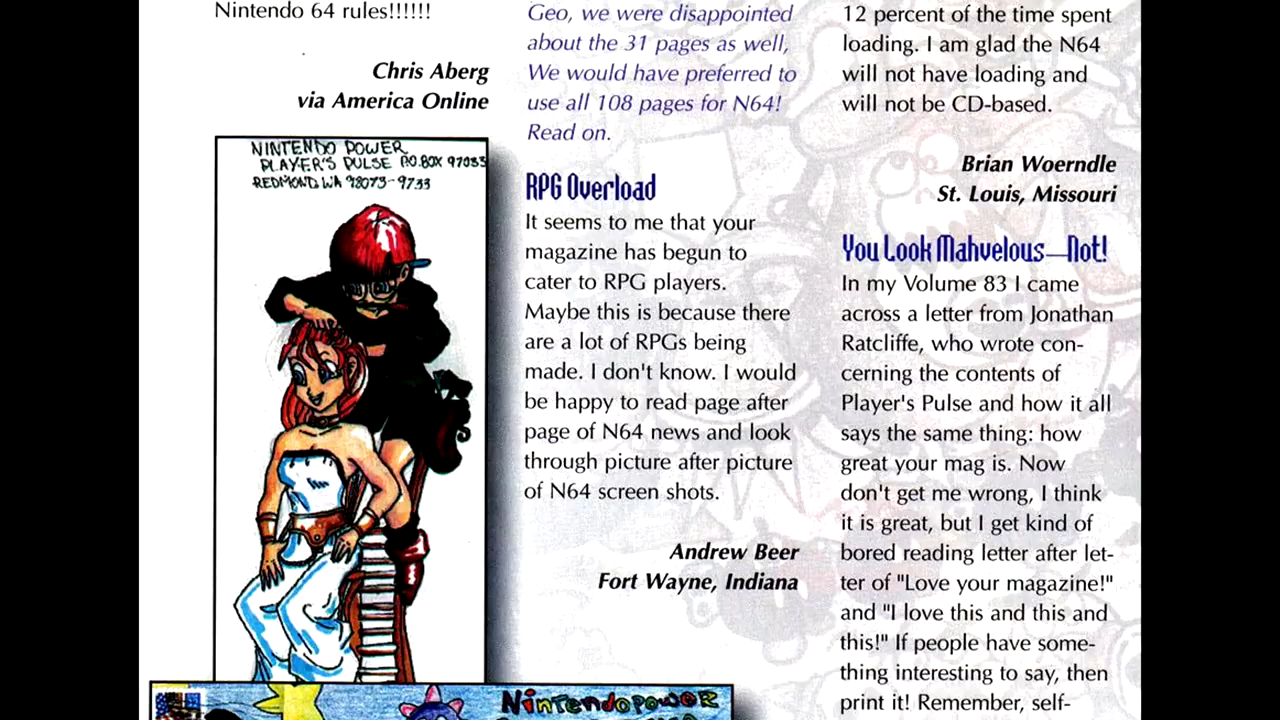 Nintendo 64 rules!!!!!!
Chris Aberg
via America Online
NINTENDO POWER
PLAYER'S PULSE P.O.BOX 97033
REDMOND, WA 98073-9733
Geo, we were disappointed
about the 31 pages as well,
We would have preferred to
use all 108 pages for N64!
Read on.
RPG Overload
It seems to me that your
magazine has begun to
cater to RPG players.
Maybe this is because there
are a lot of RPGs being
made. I don't know. I would
be happy to read page after
page of N64 news and look
through picture after picture
of N64 screen shots.
Andrew Beer
Fort Wayne, Indiana
12 percent of the time spent
loading. I am glad the N64
will not have loading and
will not be CD-based.
Brian Woerndle
St. Louis, Missouri
You Look Mahvelous—Not!
In my Volume 83 I came
across a letter from Jonathan
Ratcliffe, who wrote con-
cerning the contents of
Player's Pulse and how it all
says the same thing: how
great your mag is. Now
don't get me wrong, I think
it is great, but I get kind of
bored reading letter after let-
ter of "Love your magazine!"
and "I love this and this and
this!" If people have some-
thing interesting to say, then
print it! Remember, self-
Nintendo POWER